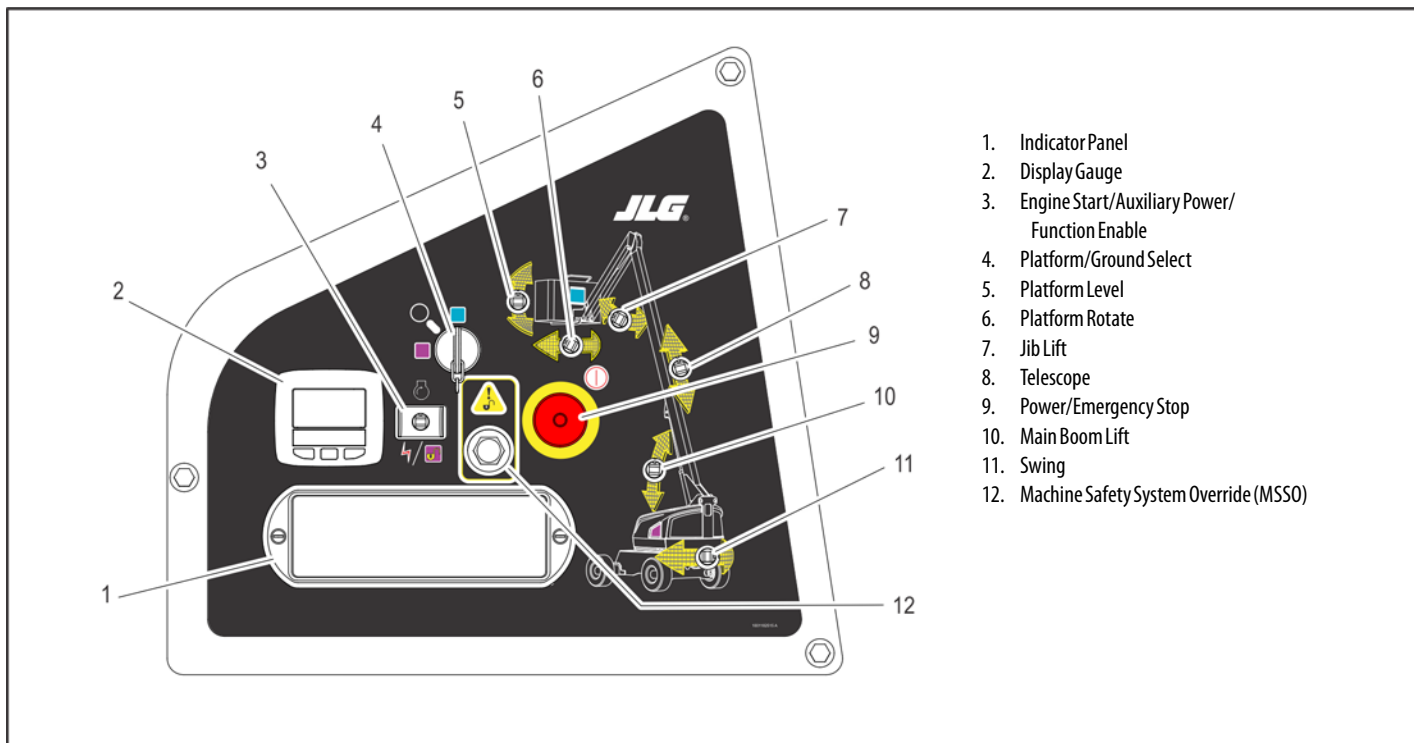 6
5
4
3
7
JLG
8
2
9
10
11
1
12
1. Indicator Panel
2. Display Gauge
3. Engine Start/Auxiliary Power/
Function Enable
4. Platform/Ground Select
5. Platform Level
6. Platform Rotate
7. Jib Lift
8. Telescope
9. Power/Emergency Stop
10. Main Boom Lift
11. Swing
12. Machine Safety System Override (MSSO)